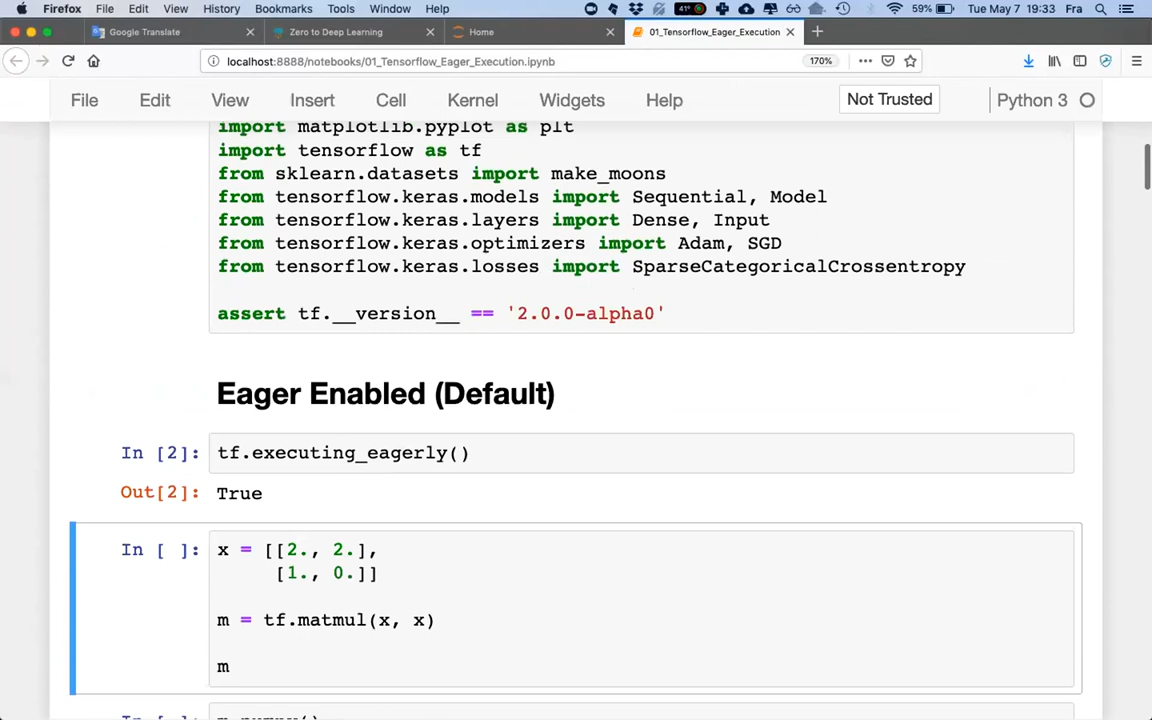 Firefox File Edit View History Bookmarks Tools Window Help 41° 59% Tue May 7 19:33 Fra
Google Translate Zero to Deep Learning Home 01_Tensorflow_Eager_Execution
localhost:8888/notebooks/01_Tensorflow_Eager_Execution.ipynb 170%
File Edit View Insert Cell Kernel Widgets Help Not Trusted Python 3
import matplotlib.pyplot as plt
import tensorflow as tf
from sklearn.datasets import make_moons
from tensorflow.keras.models import Sequential, Model
from tensorflow.keras.layers import Dense, Input
from tensorflow.keras.optimizers import Adam, SGD
from tensorflow.keras.losses import SparseCategoricalCrossentropy
assert tf.__version__ == '2.0.0-alpha0'
Eager Enabled (Default)
In [2]: tf.executing_eagerly()
Out[2]: True
In [ ]: x = [[2., 2.],
[1., 0.]]
m = tf.matmul(x, x)
m